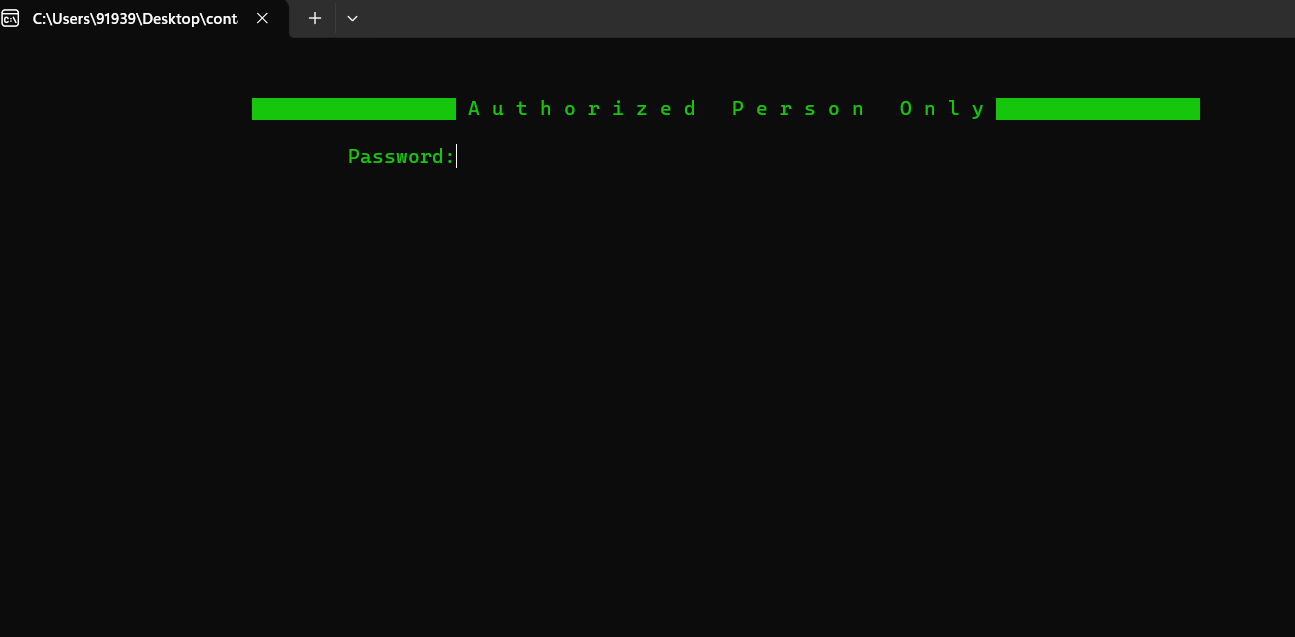 C:\Users\91939\Desktop\cont
A u t h o r i z e d   P e r s o n   O n l y
Password: